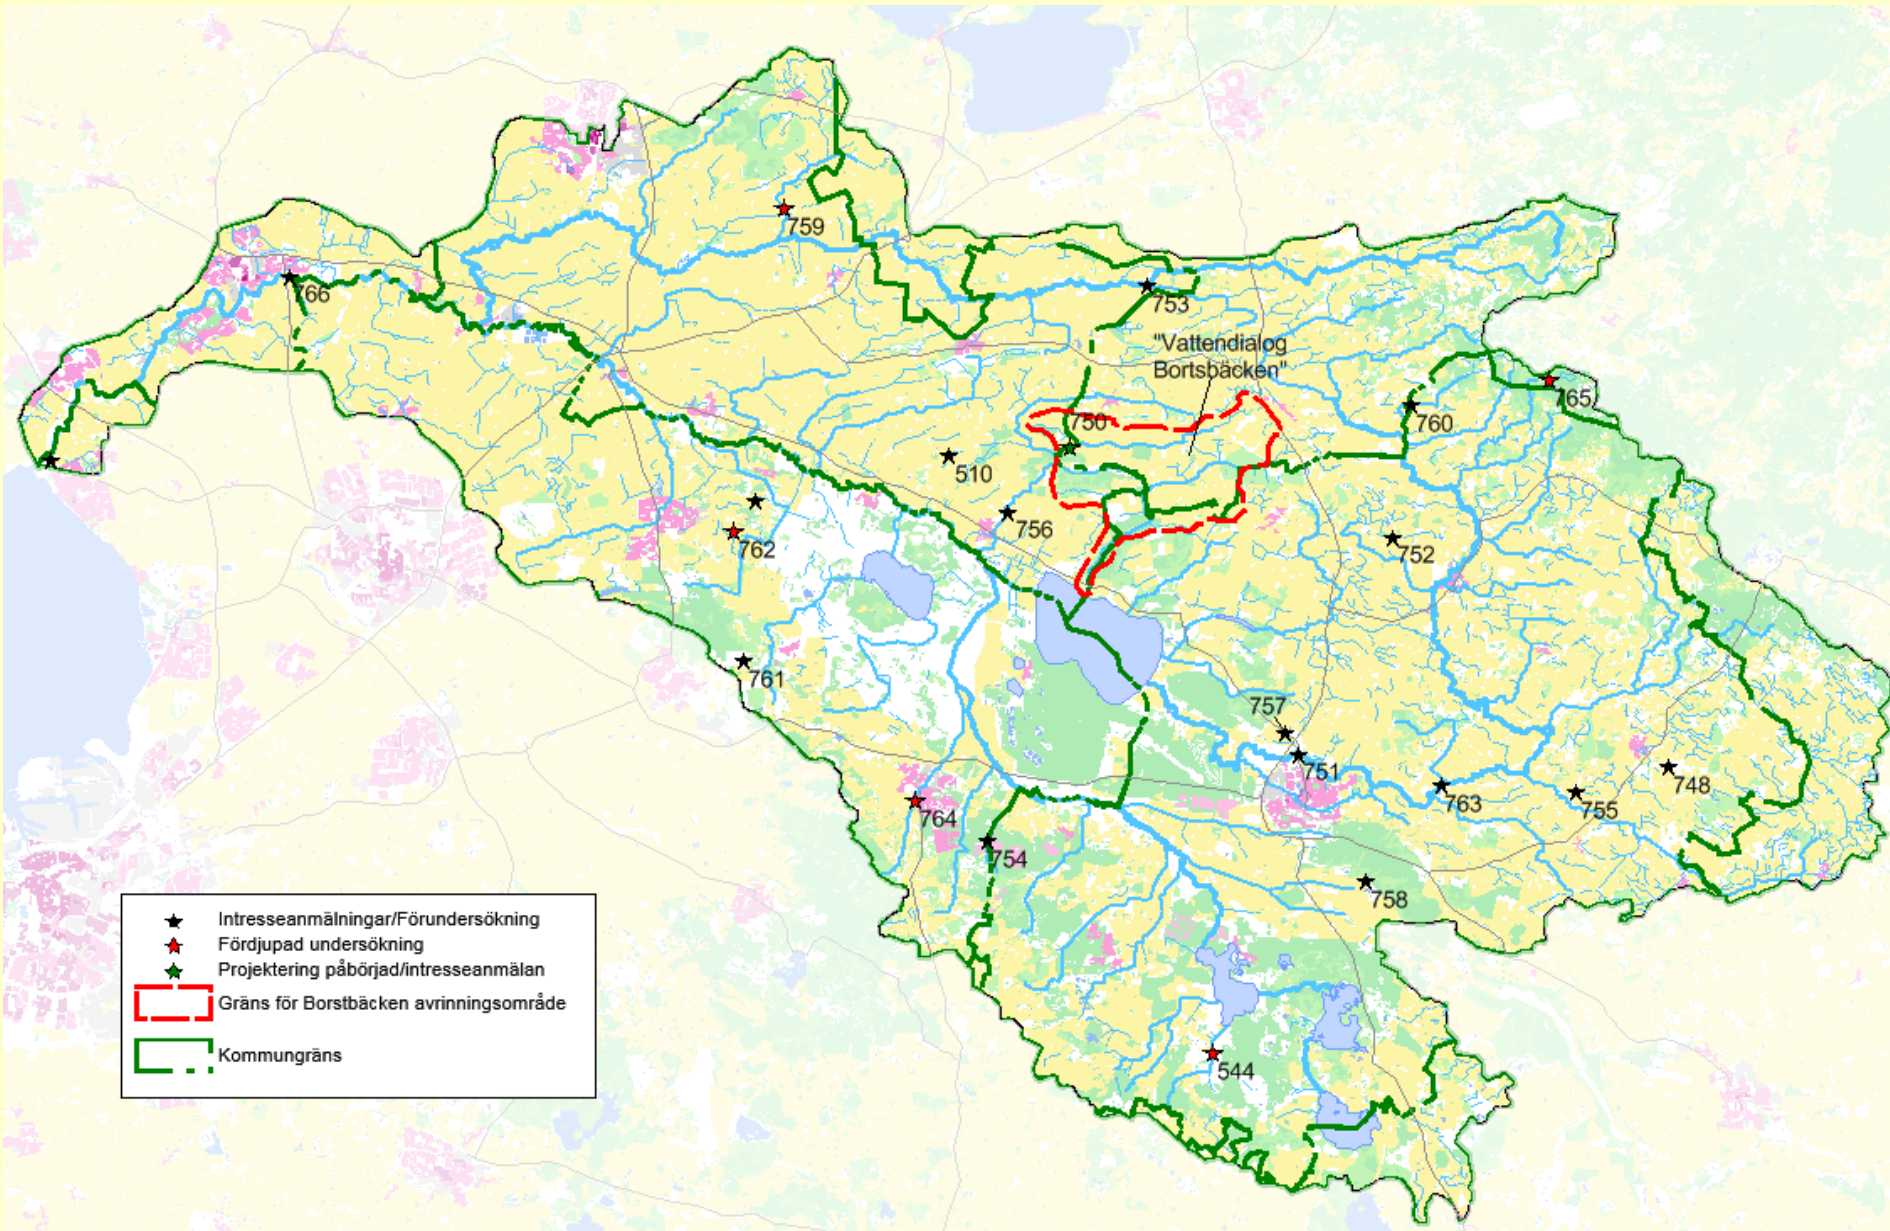 759
766
753
"Vattendialog
Bortsbäcken"
765
760
750
510
756
762
752
761
757
751
763
755
748
764
754
758
544
Intresseanmälningar/Förundersökning
Fördjupad undersökning
Projektering påbörjad/intresseanmälan
Gräns för Borstbäcken avrinningsområde
Kommungräns